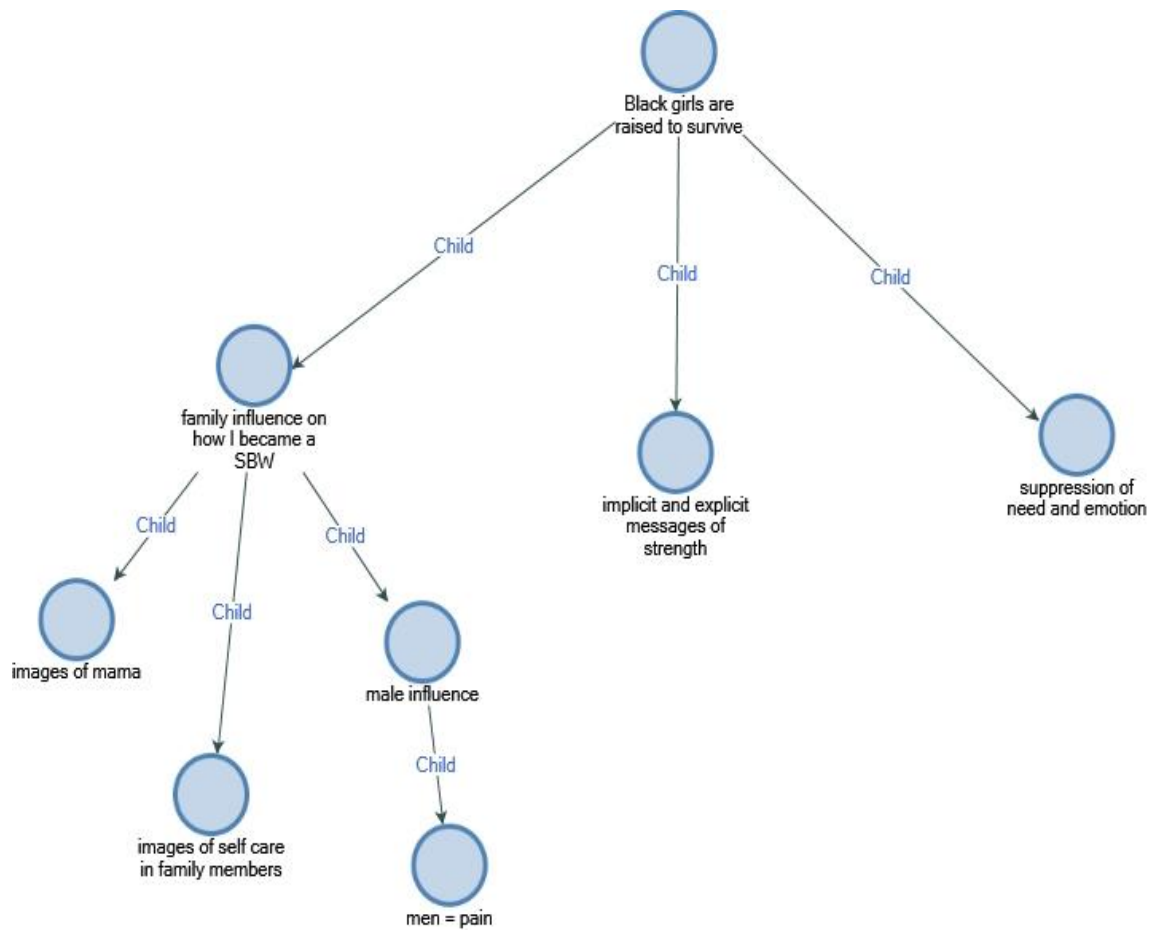 Black girls are
raised to survive
Child
Child
Child
family influence on
how I became a
SBW
implicit and explicit
messages of
strength
suppression of
need and emotion
Child
Child
Child
images of mama
male influence
Child
images of self care
in family members
men = pain